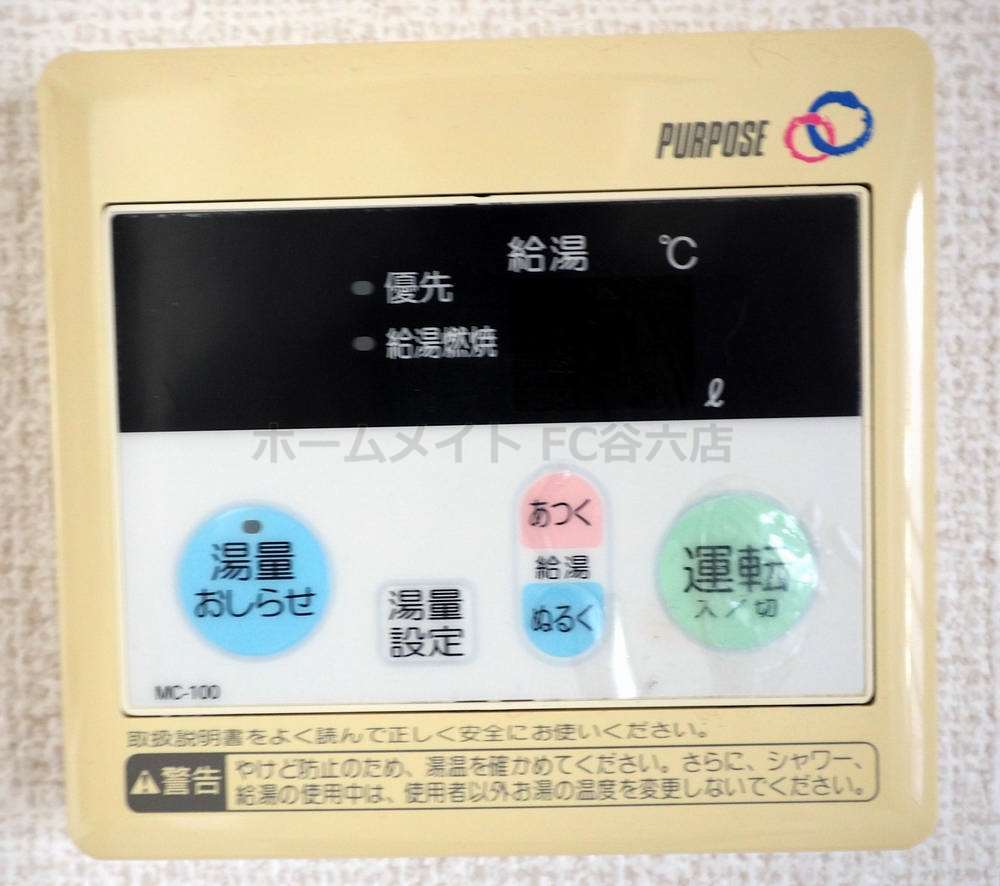 PURPOSE
給湯 ℃
優先
給湯燃焼
ℓ
ホームメイト FC谷六店
あつく
湯量
おしらせ
給湯
運転
入/切
湯量
設定
ぬるく
MC-100
取扱説明書をよく読んで正しく安全にお使いください。
警告
やけど防止のため、湯温を確かめてください。さらに、シャワー、
給湯の使用中は、使用者以外お湯の温度を変更しないでください。